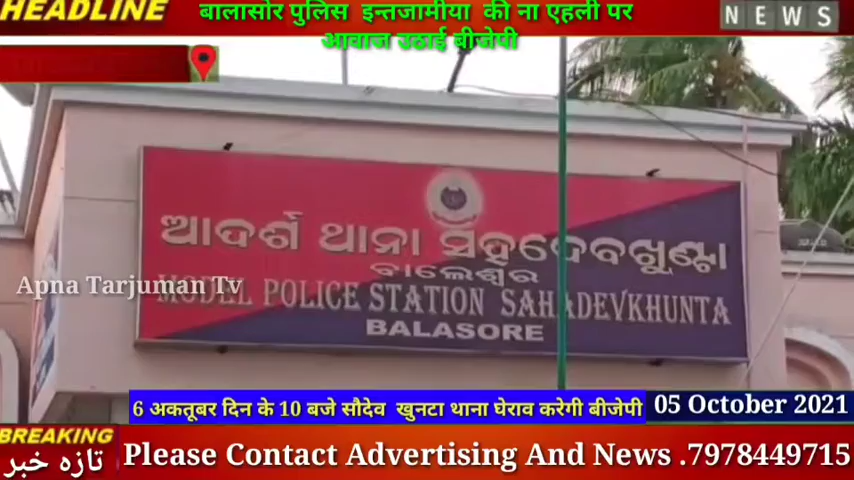 HEADLINE
बालासोर पुलिस इन्तजामीया की ना एहली पर
आवाज उठाई बीजेपी
NEWS
ଆଦର୍ଶ ଥାନା ସହଦେବଖୁଣ୍ଟା
ବାଲେଶ୍ୱର
MODEL POLICE STATION SAHADEVKHUNTA
BALASORE
Apna Tarjuman Tv
6 अकतूबर दिन के 10 बजे सौदेव खुनटा थाना घेराव करेगी बीजेपी
05 October 2021
BREAKING
تازہ خبر
Please Contact Advertising And News .7978449715